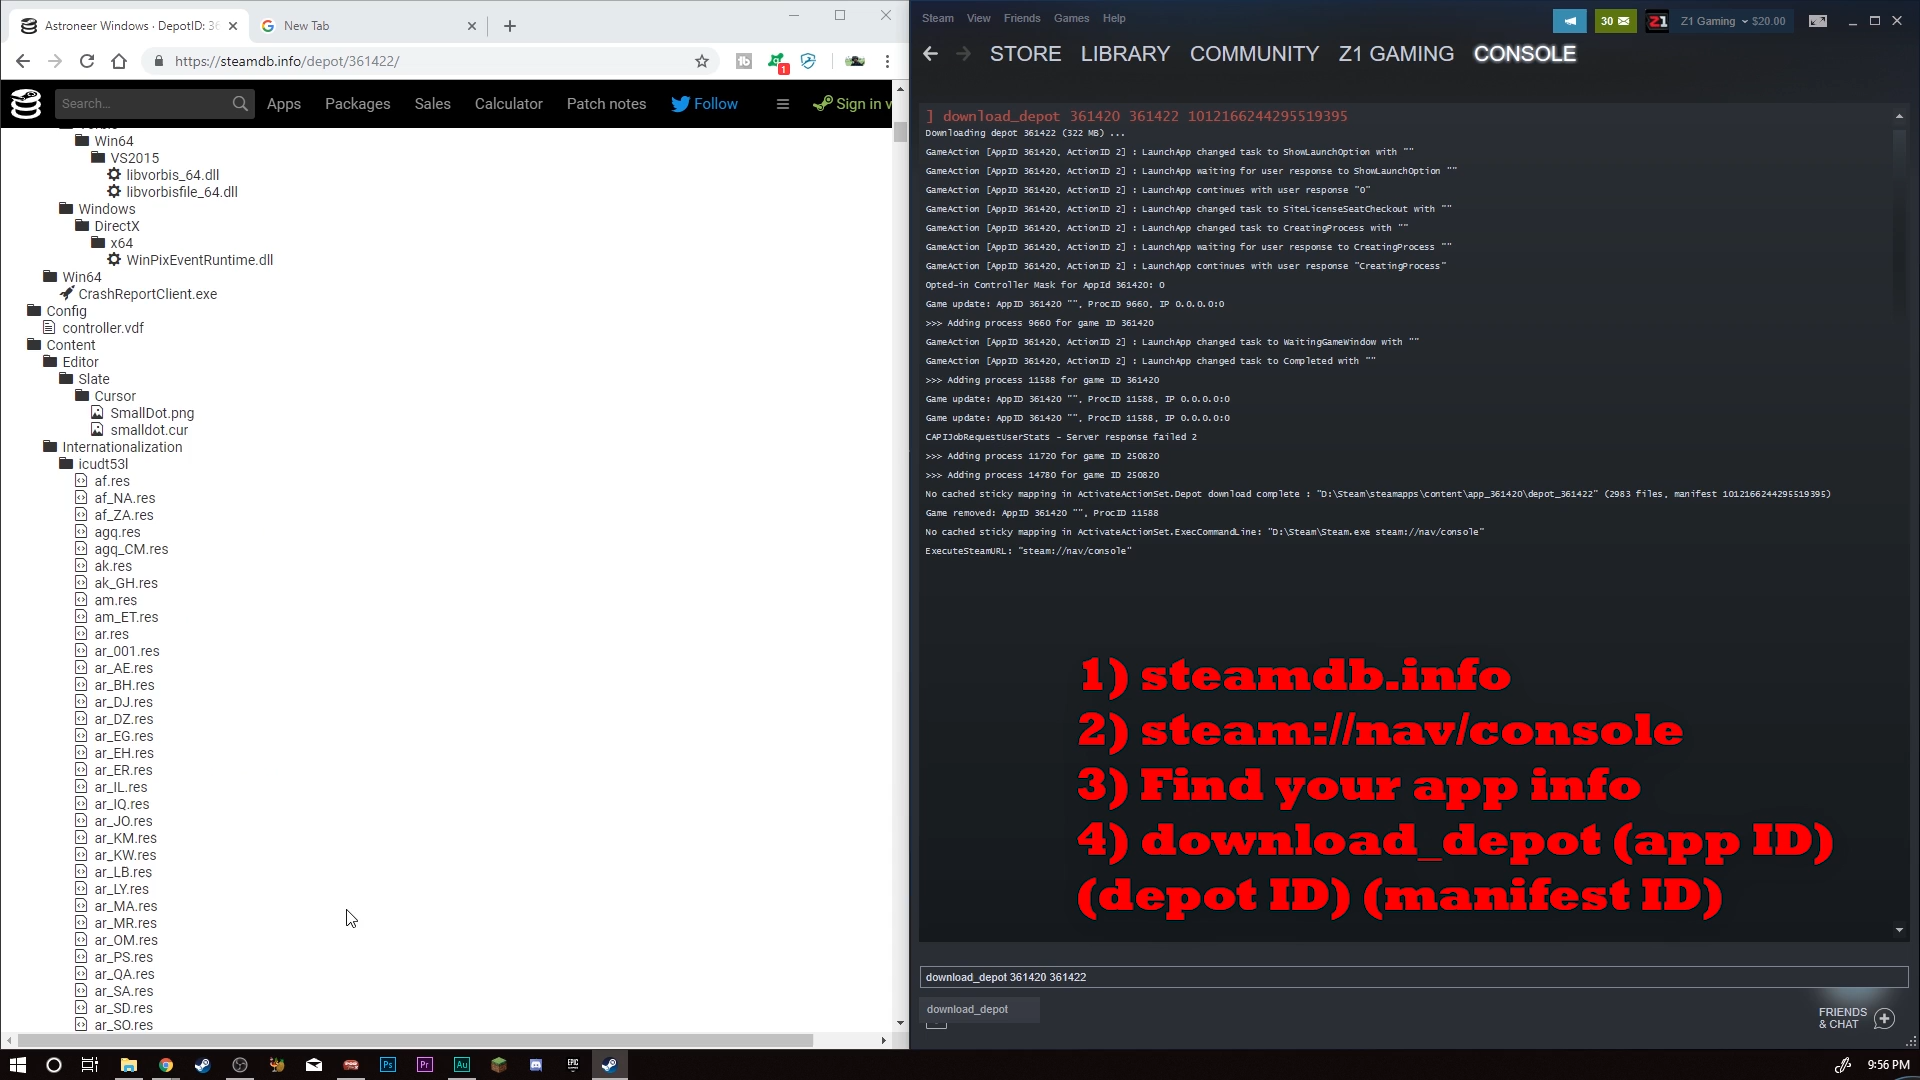 Astroneer Windows · DepotID: 36
New Tab
https://steamdb.info/depot/361422/
1
Search...
Apps
Packages
Sales
Calculator
Patch notes
Follow
Sign in v
Win64
VS2015
libvorbis_64.dll
libvorbisfile_64.dll
Windows
DirectX
x64
WinPixEventRuntime.dll
Win64
CrashReportClient.exe
Config
controller.vdf
Content
Editor
Slate
Cursor
SmallDot.png
smalldot.cur
Internationalization
icudt53l
af.res
af_NA.res
af_ZA.res
agq.res
agq_CM.res
ak.res
ak_GH.res
am.res
am_ET.res
ar.res
ar_001.res
ar_AE.res
ar_BH.res
ar_DJ.res
ar_DZ.res
ar_EG.res
ar_EH.res
ar_ER.res
ar_IL.res
ar_IQ.res
ar_JO.res
ar_KM.res
ar_KW.res
ar_LB.res
ar_LY.res
ar_MA.res
ar_MR.res
ar_OM.res
ar_PS.res
ar_QA.res
ar_SA.res
ar_SD.res
ar_SO.res
Steam View Friends Games Help
30
Z1
Z1 Gaming $20.00
STORE LIBRARY COMMUNITY Z1 GAMING CONSOLE
] download_depot 361420 361422 1012166244295519395
Downloading depot 361422 (322 MB) ...
GameAction [AppID 361420, ActionID 2] : LaunchApp changed task to ShowLaunchOption with ""
GameAction [AppID 361420, ActionID 2] : LaunchApp waiting for user response to ShowLaunchOption ""
GameAction [AppID 361420, ActionID 2] : LaunchApp continues with user response "0"
GameAction [AppID 361420, ActionID 2] : LaunchApp changed task to SiteLicenseSeatCheckout with ""
GameAction [AppID 361420, ActionID 2] : LaunchApp changed task to CreatingProcess with ""
GameAction [AppID 361420, ActionID 2] : LaunchApp waiting for user response to CreatingProcess ""
GameAction [AppID 361420, ActionID 2] : LaunchApp continues with user response "CreatingProcess"
Opted-in Controller Mask for AppId 361420: 0
Game update: AppID 361420 "", ProcID 9660, IP 0.0.0.0:0
>>> Adding process 9660 for game ID 361420
GameAction [AppID 361420, ActionID 2] : LaunchApp changed task to WaitingGameWindow with ""
GameAction [AppID 361420, ActionID 2] : LaunchApp changed task to Completed with ""
>>> Adding process 11588 for game ID 361420
Game update: AppID 361420 "", ProcID 11588, IP 0.0.0.0:0
Game update: AppID 361420 "", ProcID 11588, IP 0.0.0.0:0
CAPIJobRequestUserStats - Server response failed 2
>>> Adding process 11720 for game ID 250820
>>> Adding process 14780 for game ID 250820
No cached sticky mapping in ActivateActionSet.Depot download complete : "D:\Steam\steamapps\content\app_361420\depot_361422" (2983 files, manifest 1012166244295519395)
Game removed: AppID 361420 "", ProcID 11588
No cached sticky mapping in ActivateActionSet.ExecCommandLine: "D:\Steam\Steam.exe steam://nav/console"
ExecuteSteamURL: "steam://nav/console"
1) steamdb.info
2) steam://nav/console
3) Find your app info
4) download_depot (app ID)
(depot ID) (manifest ID)
download_depot 361420 361422
download_depot
FRIENDS
& CHAT
Ps
Pr
Au
EPIC
9:56 PM